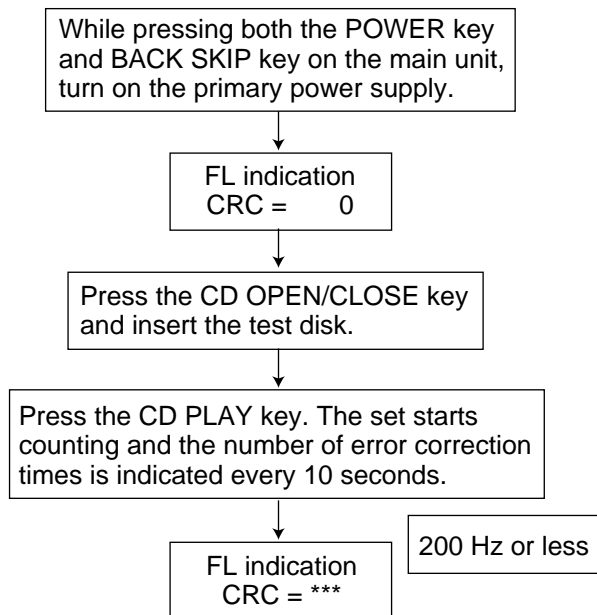 While pressing both the POWER key
and BACK SKIP key on the main unit,
turn on the primary power supply.
FL indication
CRC =      0
Press the CD OPEN/CLOSE key
and insert the test disk.
Press the CD PLAY key. The set starts
counting and the number of error correction
times is indicated every 10 seconds.
200 Hz or less
FL indication
CRC = ***